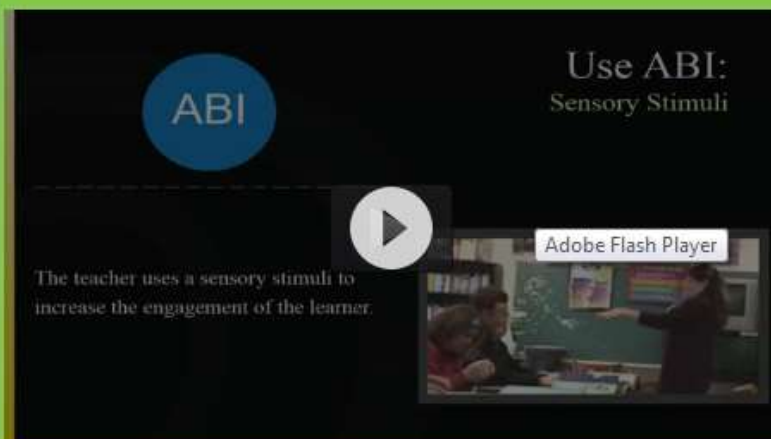 ABI
Use ABI:
Sensory Stimuli
Adobe Flash Player
The teacher uses a sensory stimuli to
increase the engagement of the learner.